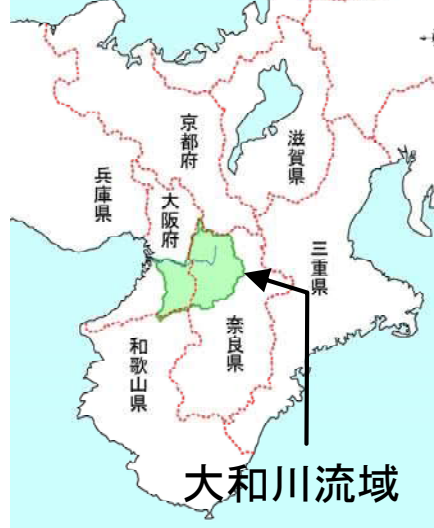 京都府
滋賀県
兵庫県
大阪府
三重県
奈良県
和歌山県
大和川流域